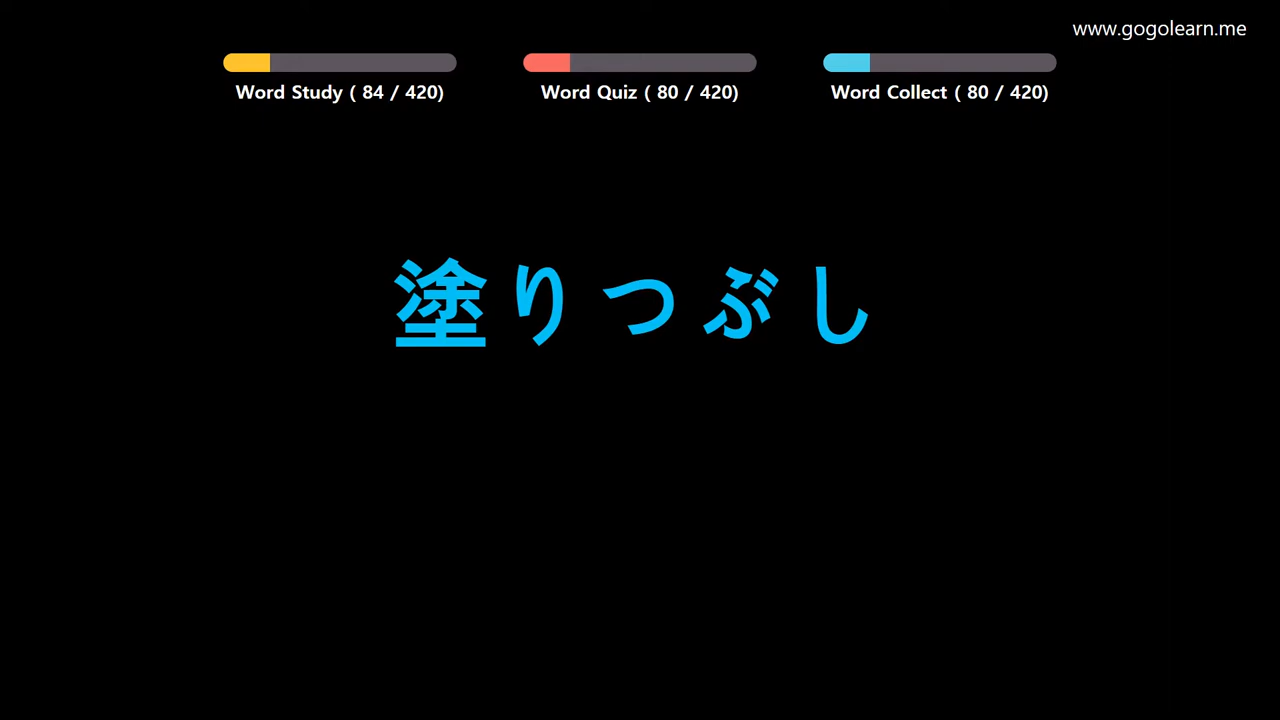 www.gogolearn.me
Word Study ( 84 / 420)
Word Quiz ( 80 / 420)
Word Collect ( 80 / 420)
塗りつぶし